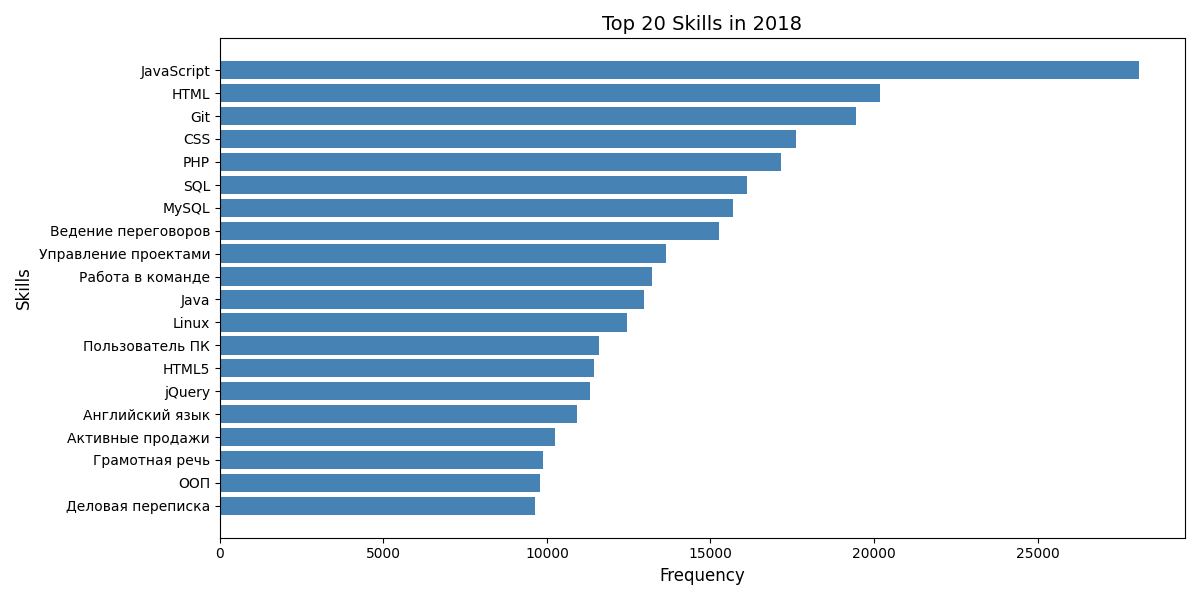 Top 20 Skills in 2018
JavaScript
HTML
Git
CSS
PHP
SQL
MySQL
Ведение переговоров
Управление проектами
Работа в команде
Java
Linux
Пользователь ПК
HTML5
jQuery
Английский язык
Активные продажи
Грамотная речь
ООП
Деловая переписка
Skills
0 5000 10000 15000 20000 25000
Frequency